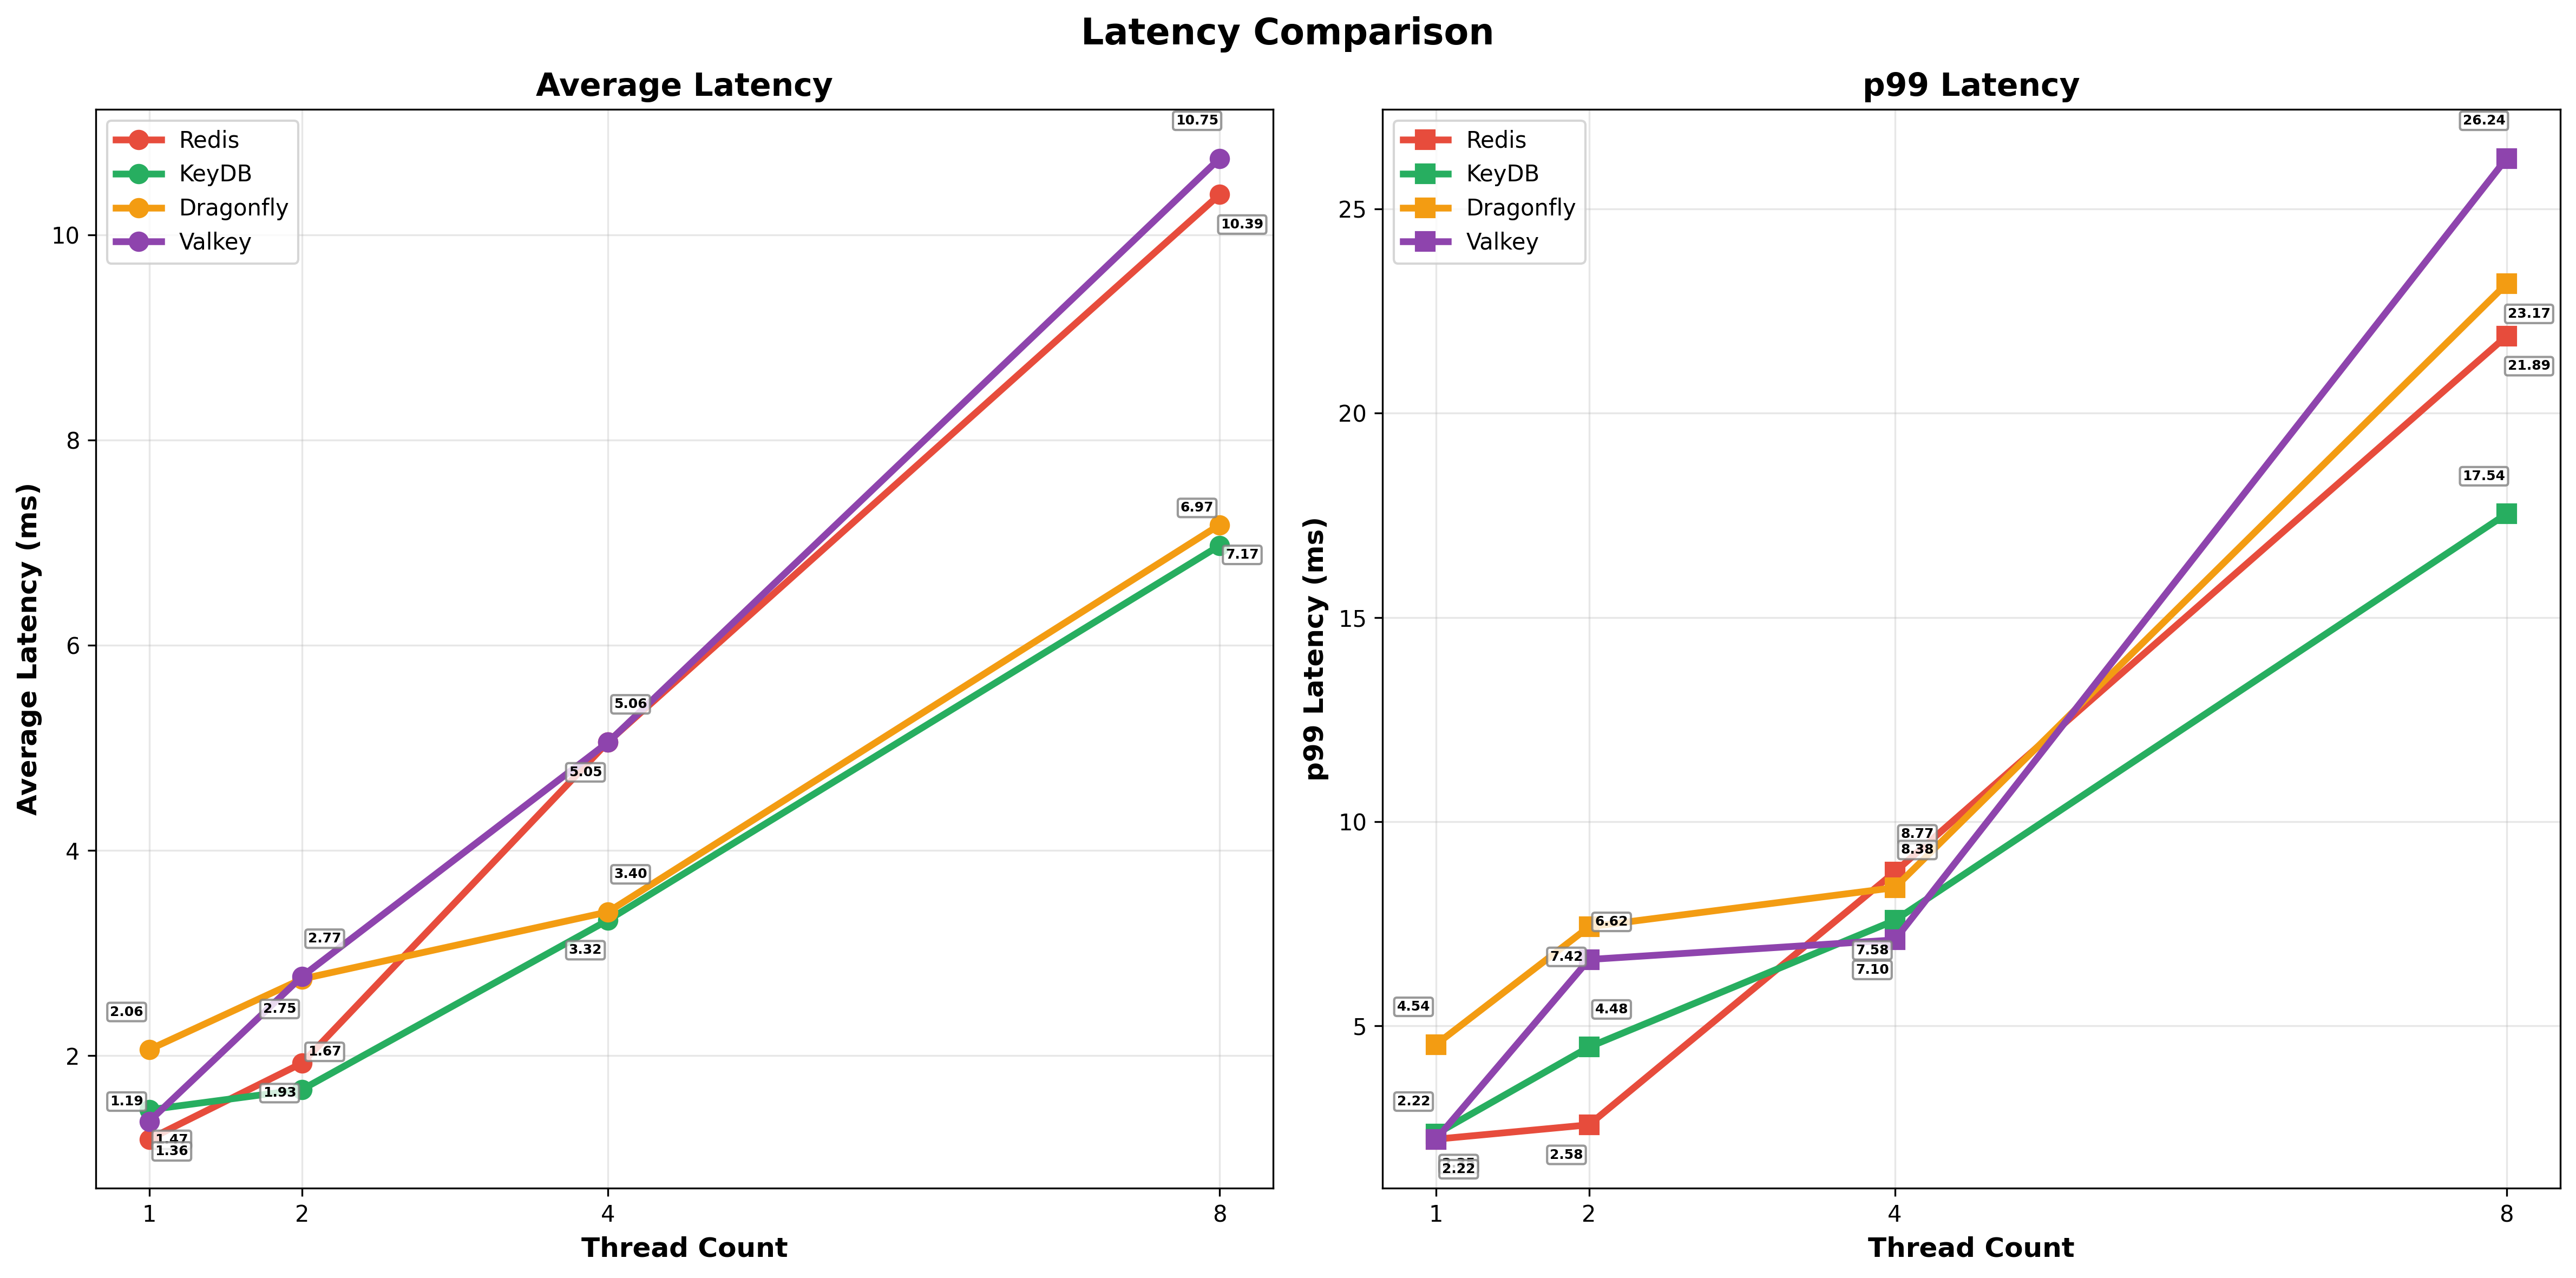 Latency Comparison
Average Latency
Redis
KeyDB
Dragonfly
Valkey
10.75
10.39
6.97
7.17
5.06
5.05
3.40
3.32
2.77
2.75
2.06
1.67
1.93
1.19
1.47
1.36
10
8
6
4
2
Average Latency (ms)
1 2 4 8
Thread Count
p99 Latency
Redis
KeyDB
Dragonfly
Valkey
26.24
23.17
21.89
17.54
8.77
8.38
7.58
7.10
6.62
7.42
4.54
4.48
2.22
2.58
2.22
25
20
15
10
5
p99 Latency (ms)
1 2 4 8
Thread Count